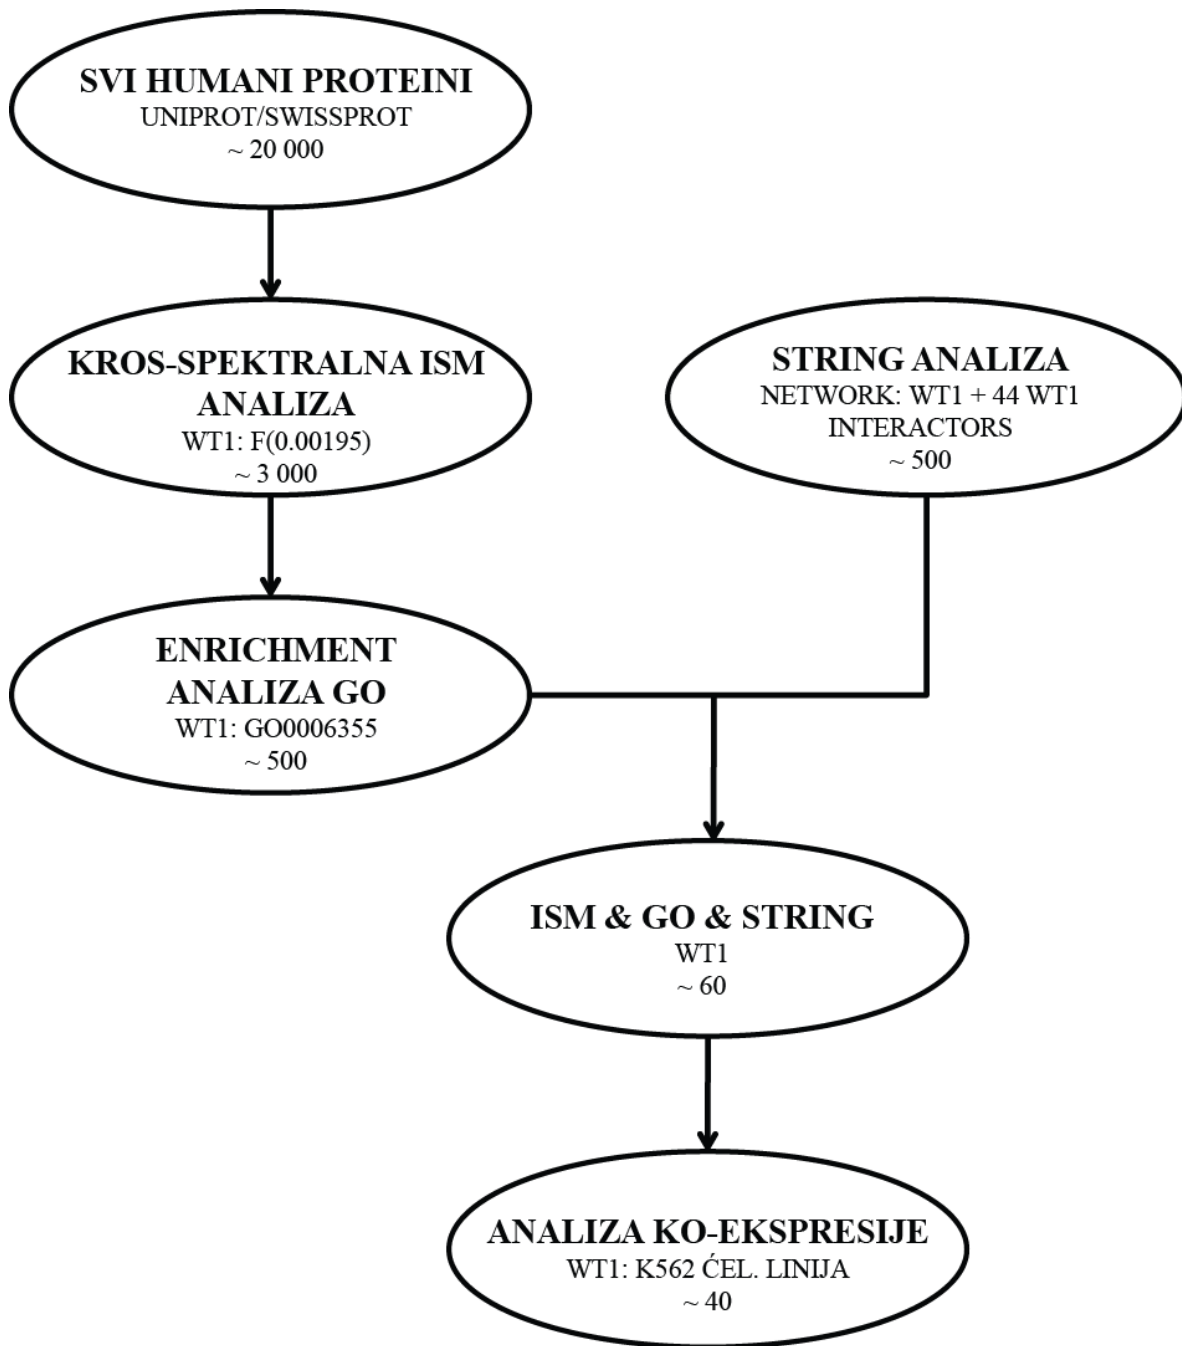 SVI HUMANI PROTEINI
UNIPROT/SWISSPROT
~ 20 000
KROS-SPEKTRALNA ISM
ANALIZA
WT1: F(0.00195)
~ 3 000
STRING ANALIZA
NETWORK: WT1 + 44 WT1
INTERACTORS
~ 500
ENRICHMENT
ANALIZA GO
WT1: GO0006355
~ 500
ISM & GO & STRING
WT1
~ 60
ANALIZA KO-EKSPRESIJE
WT1: K562 ĆEL. LINIJA
~ 40